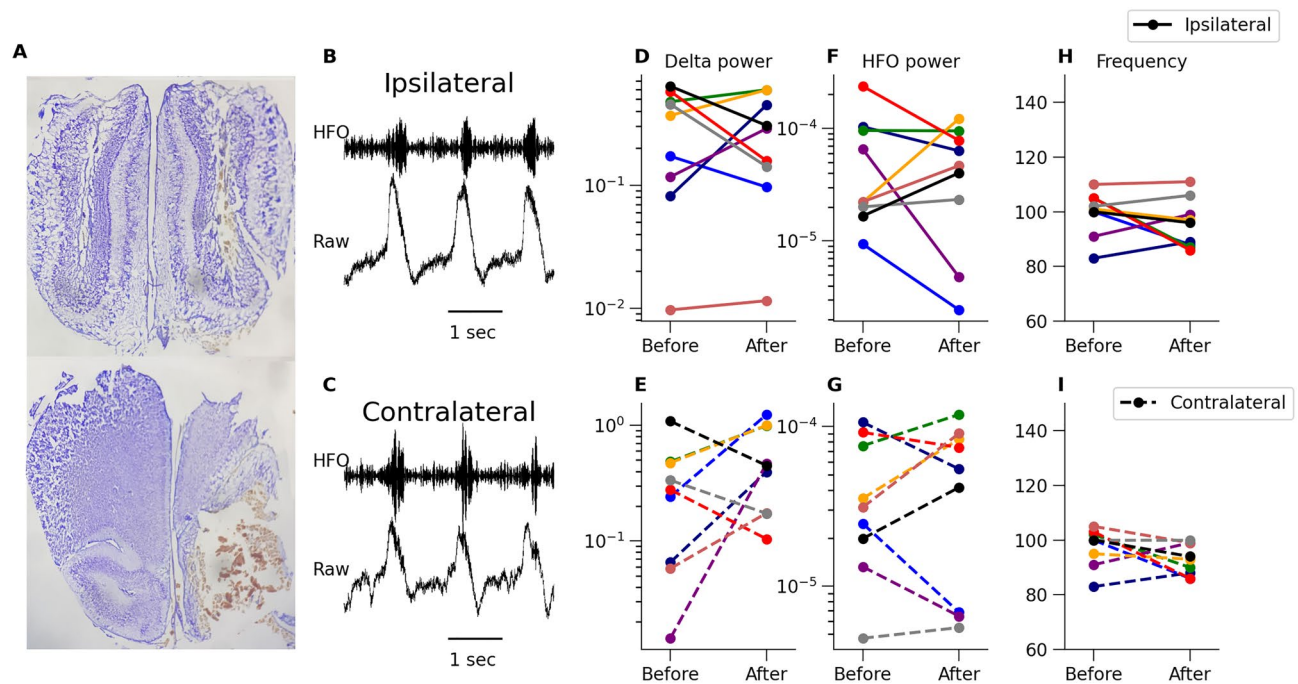 Ipsilateral
A
B
Ipsilateral
HFO
Raw
1 sec
D
Delta power
10⁻¹
10⁻²
Before
After
F
HFO power
10⁻⁴
10⁻⁵
Before
After
H
Frequency
140
120
100
80
60
Before
After
C
Contralateral
HFO
Raw
1 sec
E
10⁰
10⁻¹
Before
After
G
10⁻⁴
10⁻⁵
Before
After
I
Contralateral
140
120
100
80
60
Before
After